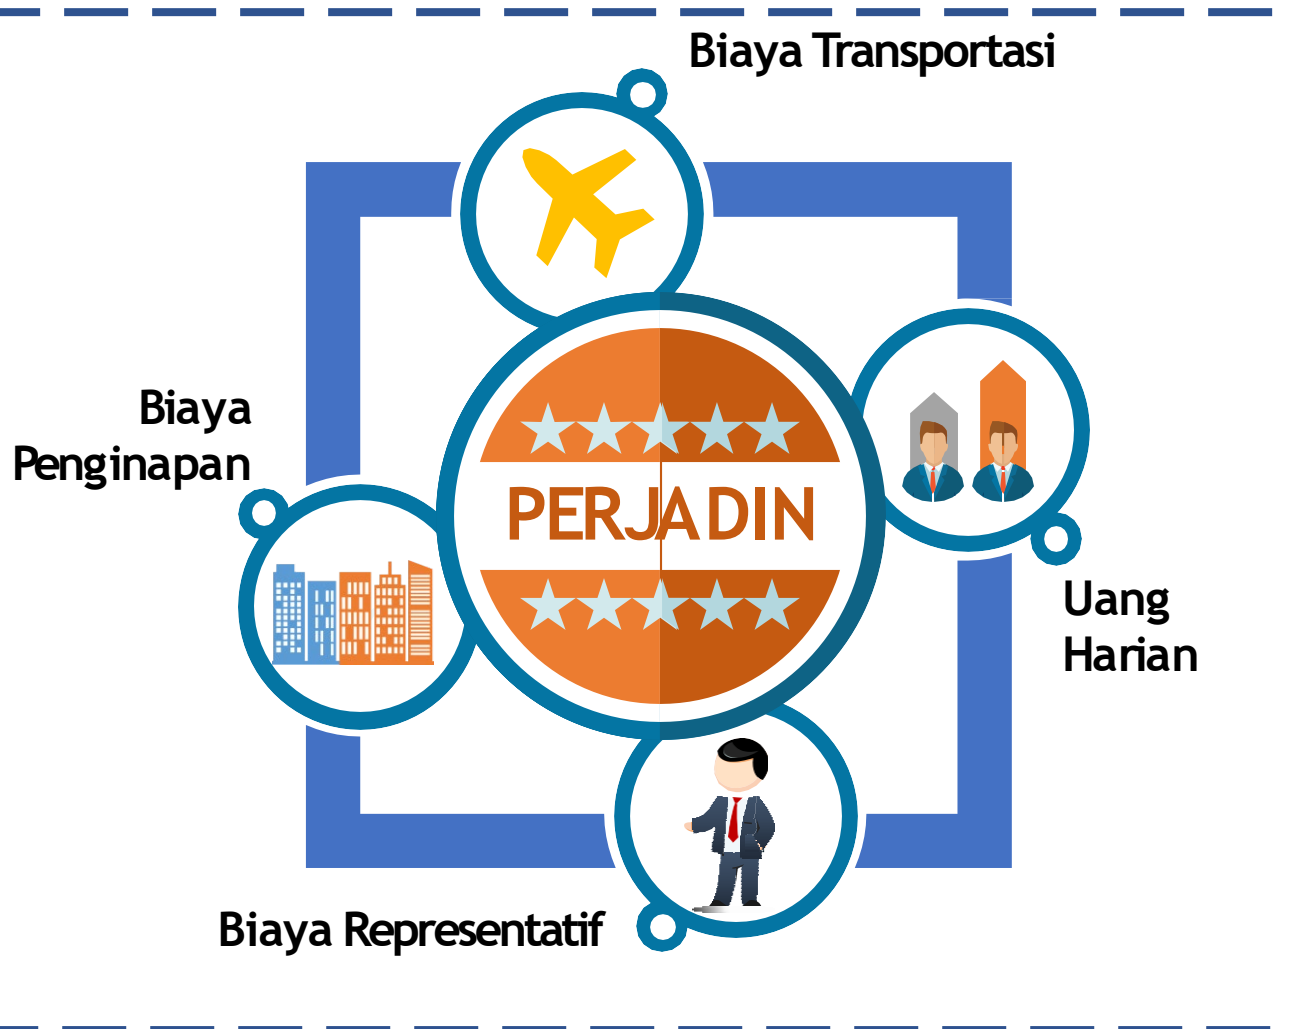 Biaya Transportasi
Biaya
Penginapan
PERJADIN
Uang
Harian
Biaya Representatif